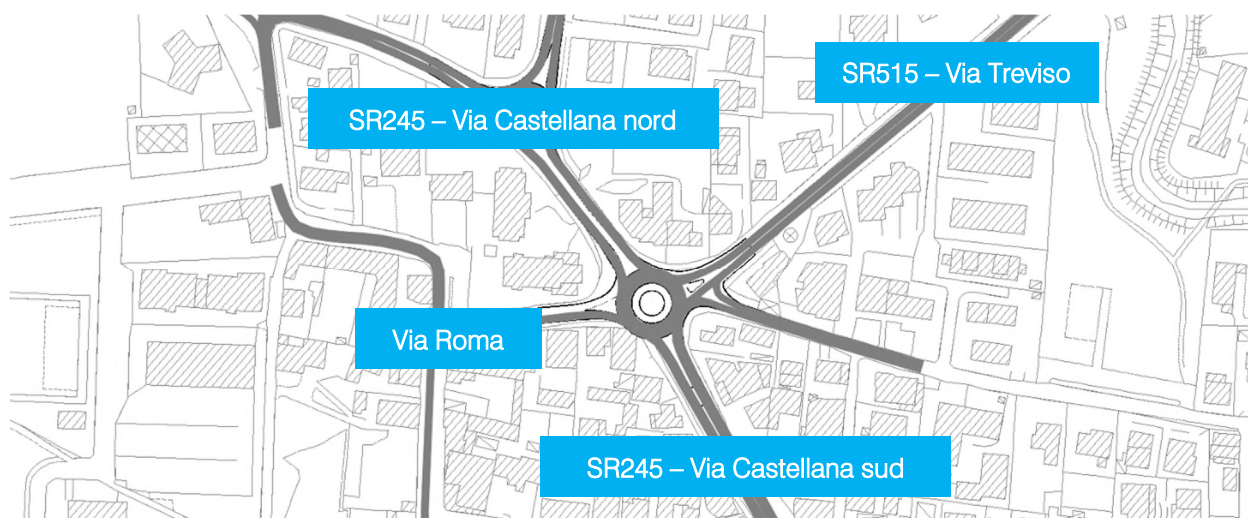 SR515 – Via Treviso
SR245 – Via Castellana nord
Via Roma
SR245 – Via Castellana sud